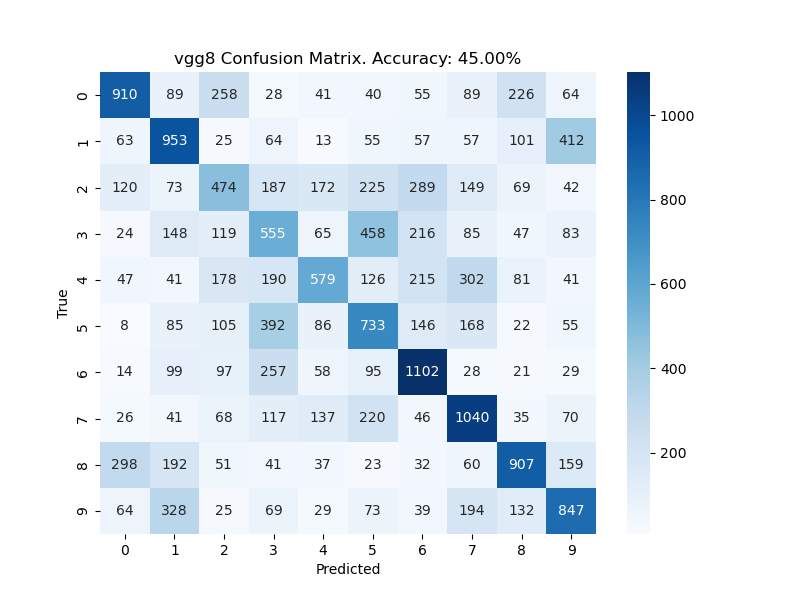 vgg8 Confusion Matrix. Accuracy: 45.00%
0 910 89 258 28 41 40 55 89 226 64
1 63 953 25 64 13 55 57 57 101 412
2 120 73 474 187 172 225 289 149 69 42
3 24 148 119 555 65 458 216 85 47 83
4 47 41 178 190 579 126 215 302 81 41
5 8 85 105 392 86 733 146 168 22 55
6 14 99 97 257 58 95 1102 28 21 29
7 26 41 68 117 137 220 46 1040 35 70
8 298 192 51 41 37 23 32 60 907 159
9 64 328 25 69 29 73 39 194 132 847
0 1 2 3 4 5 6 7 8 9
Predicted
True
1000
800
600
400
200